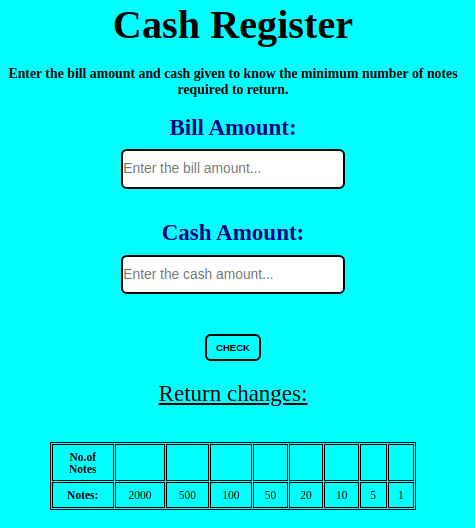 Cash Register
Enter the bill amount and cash given to know the minimum number of notes
required to return.
Bill Amount:
Enter the bill amount...
Cash Amount:
Enter the cash amount...
CHECK
Return changes:
No.of
Notes
Notes: 2000 500 100 50 20 10 5 1